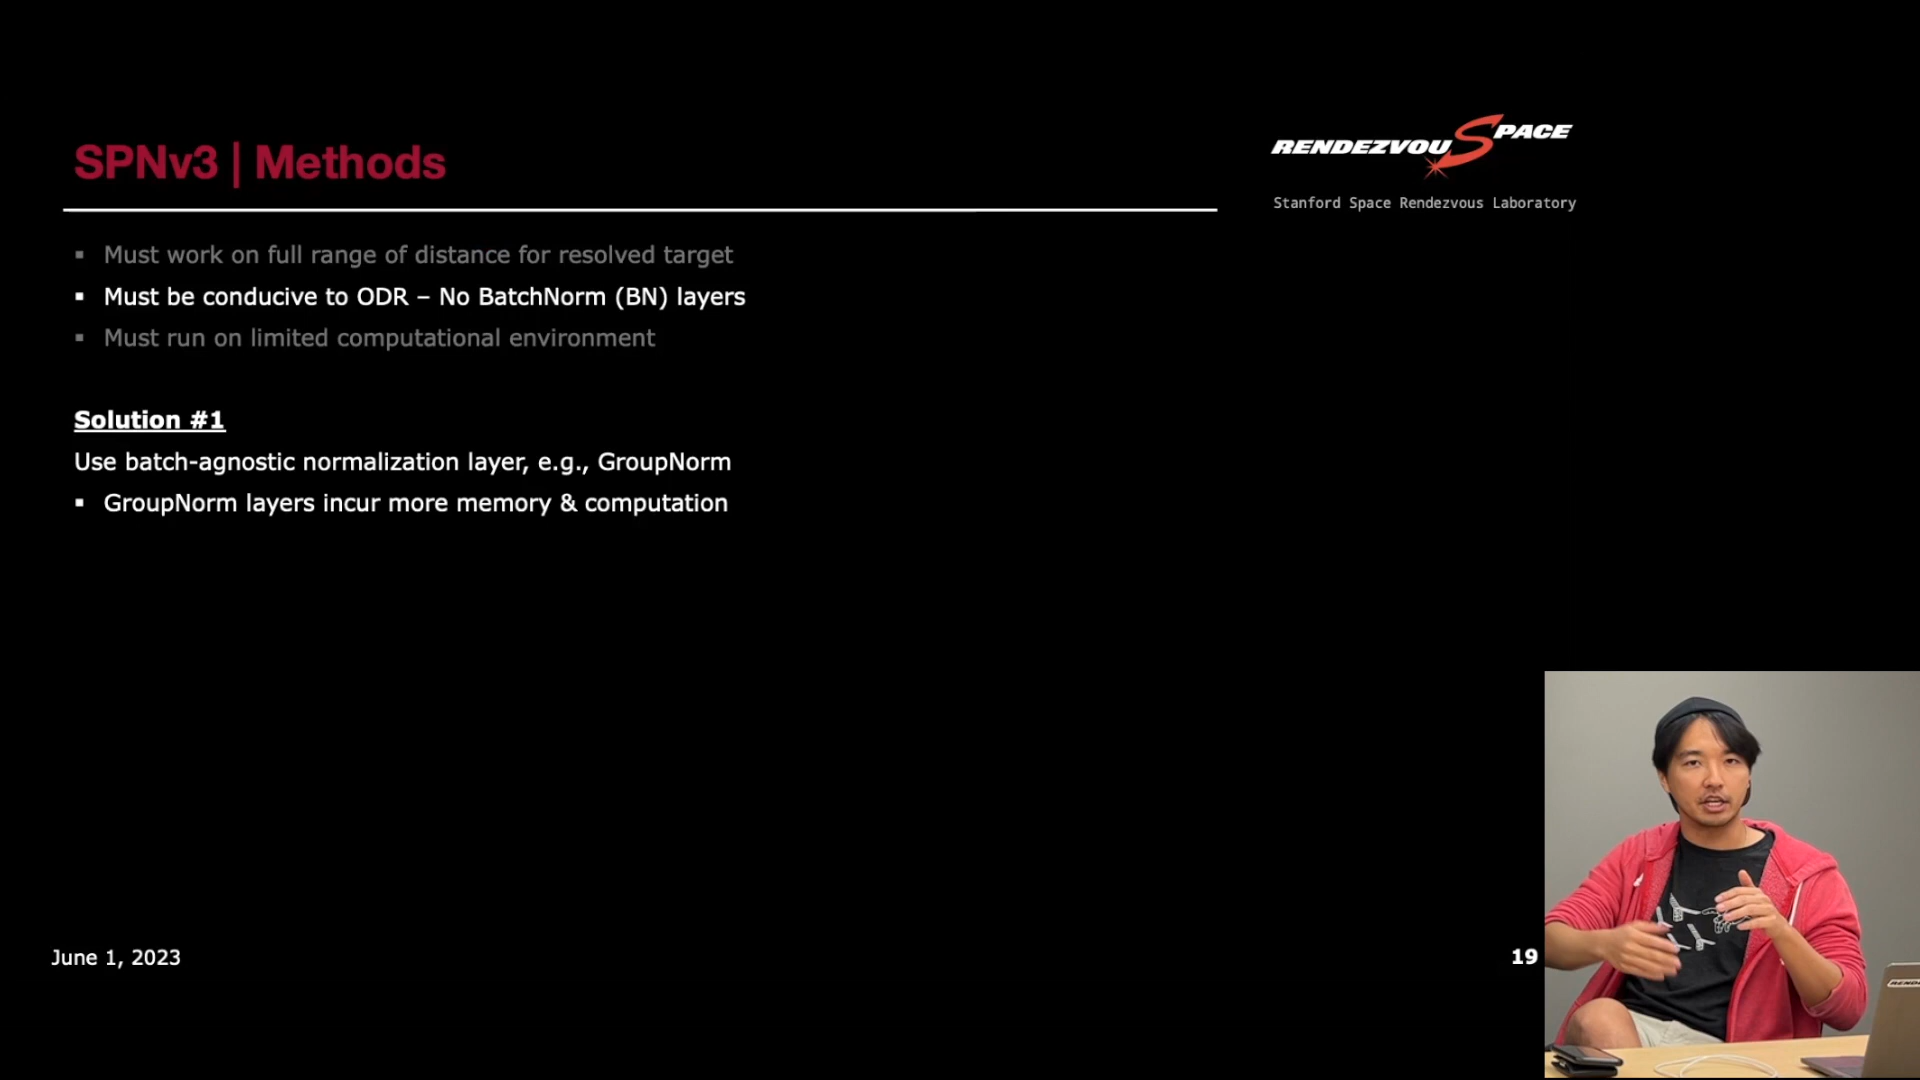 SPNv3 | Methods
RENDEZVOUSPACE
Stanford Space Rendezvous Laboratory
▪ Must work on full range of distance for resolved target
▪ Must be conducive to ODR – No BatchNorm (BN) layers
▪ Must run on limited computational environment
Solution #1
Use batch-agnostic normalization layer, e.g., GroupNorm
▪ GroupNorm layers incur more memory & computation
June 1, 2023
19